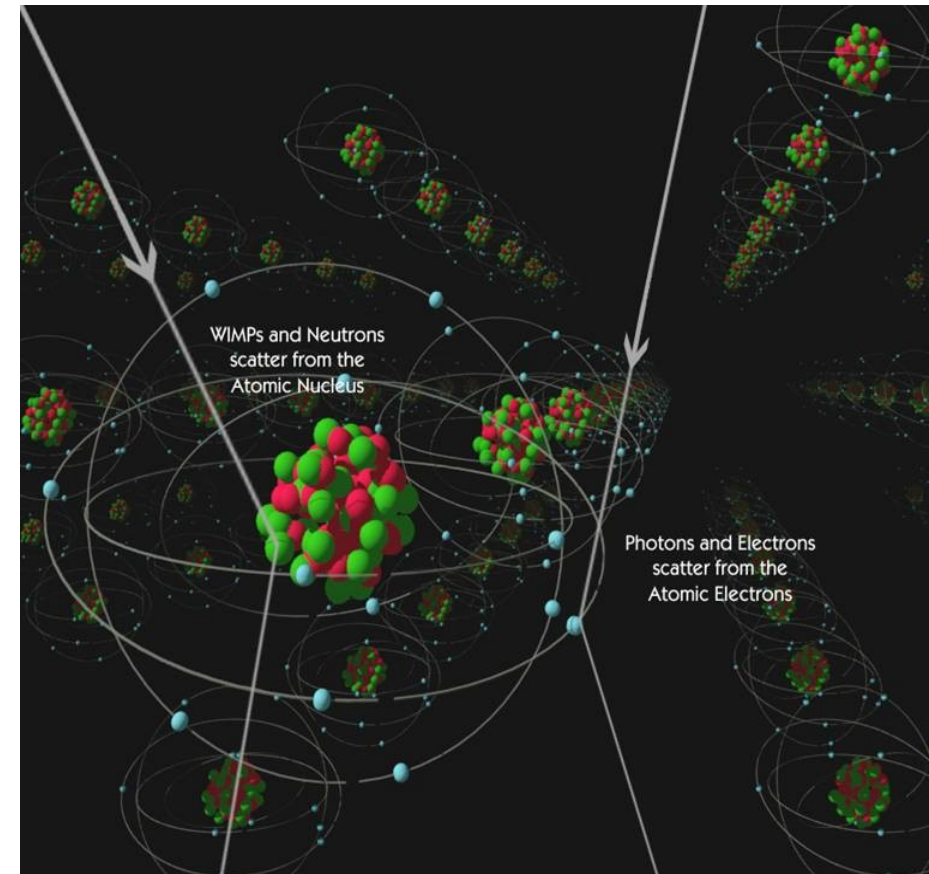 WIMPs and Neutrons
scatter from the
Atomic Nucleus
Photons and Electrons
scatter from the
Atomic Electrons